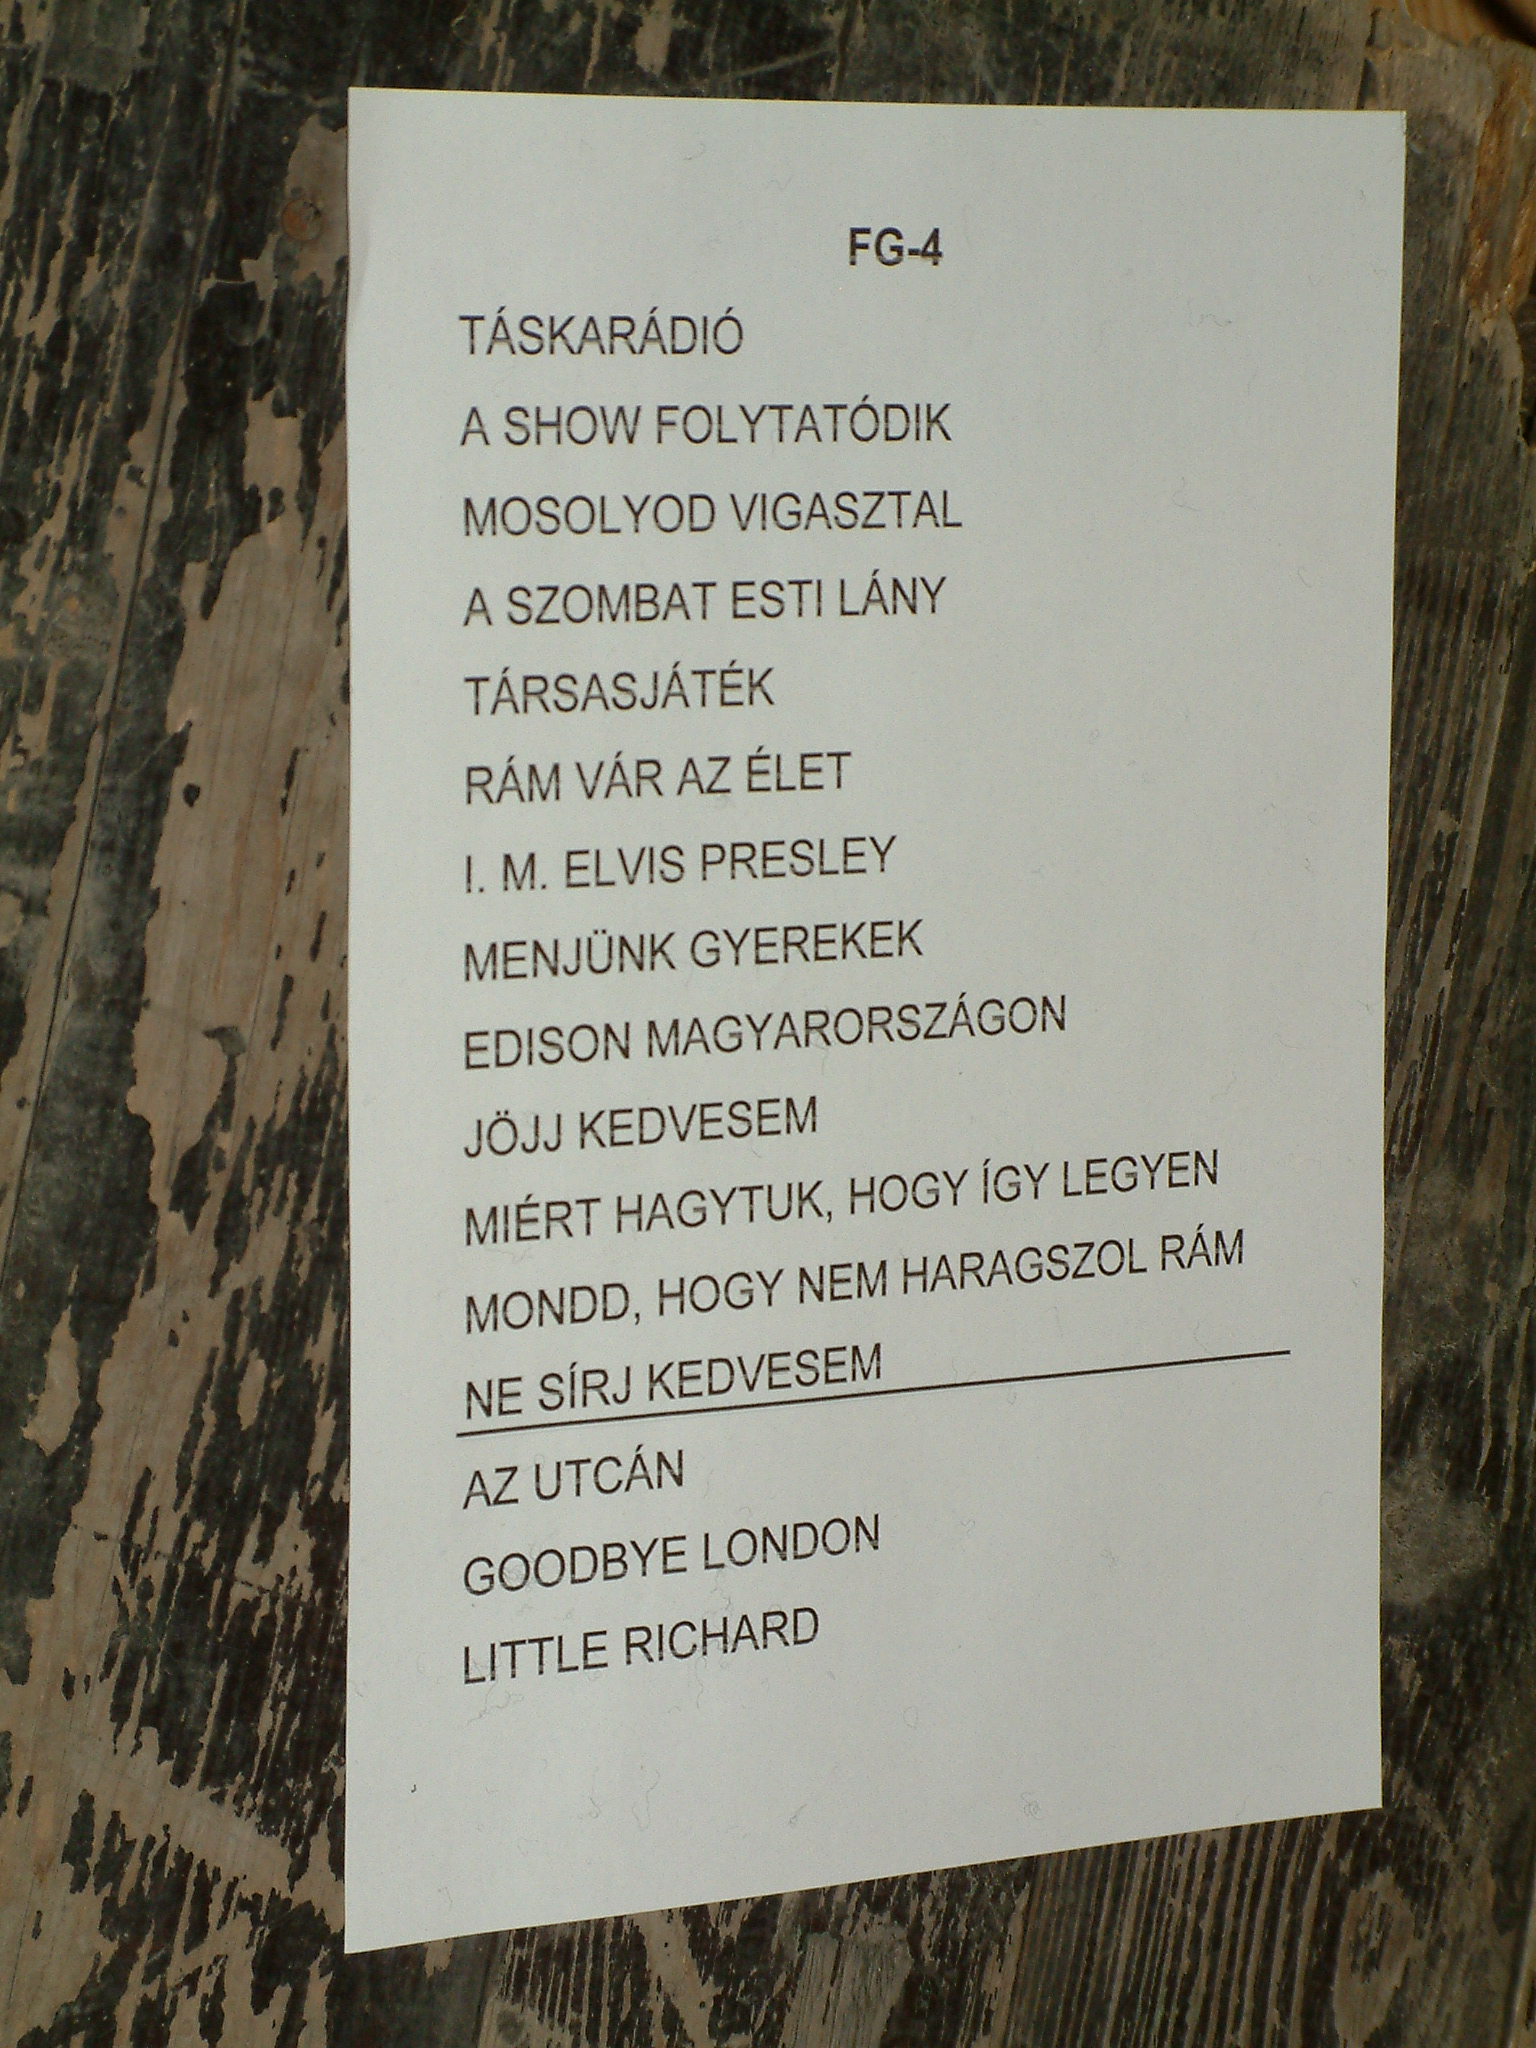 FG-4
TÁSKARÁDIÓ
A SHOW FOLYTATÓDIK
MOSOLYOD VIGASZTAL
A SZOMBAT ESTI LÁNY
TÁRSASJÁTÉK
RÁM VÁR AZ ÉLET
I. M. ELVIS PRESLEY
MENJÜNK GYEREKEK
EDISON MAGYARORSZÁGON
JÖJJ KEDVESEM
MIÉRT HAGYTUK, HOGY ÍGY LEGYEN
MONDD, HOGY NEM HARAGSZOL RÁM
NE SÍRJ KEDVESEM
AZ UTCÁN
GOODBYE LONDON
LITTLE RICHARD